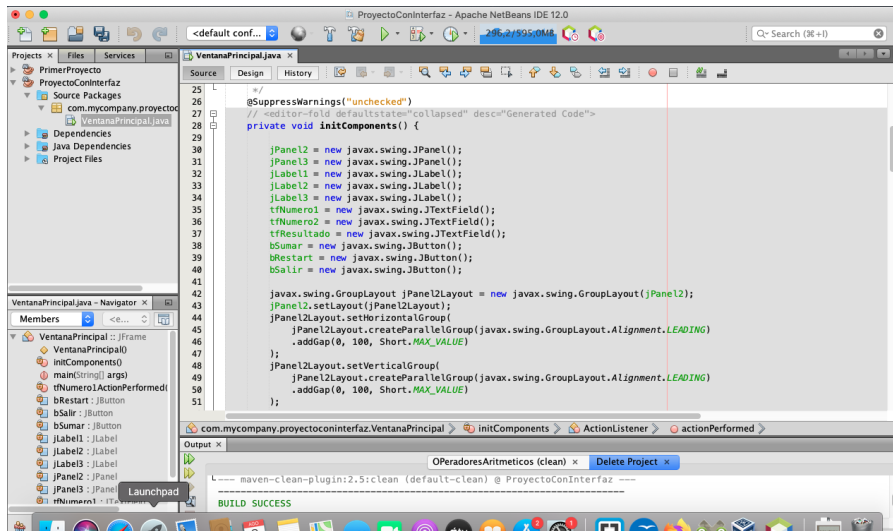 ProyectoConInterfaz - Apache NetBeans IDE 12.0
<default conf...
296,2/595,0MB
Search (⌘+I)
Projects × Files Services
PrimerProyecto
ProyectoConInterfaz
Source Packages
com.mycompany.proyectoc
VentanaPrincipal.java
Dependencies
Java Dependencies
Project Files
VentanaPrincipal.java ×
Source Design History
25 */
26 @SuppressWarnings("unchecked")
27 // <editor-fold defaultstate="collapsed" desc="Generated Code">
28 private void initComponents() {
29
30 jPanel2 = new javax.swing.JPanel();
31 jPanel3 = new javax.swing.JPanel();
32 jLabel1 = new javax.swing.JLabel();
33 jLabel2 = new javax.swing.JLabel();
34 jLabel3 = new javax.swing.JLabel();
35 tfNumero1 = new javax.swing.JTextField();
36 tfNumero2 = new javax.swing.JTextField();
37 tfResultado = new javax.swing.JTextField();
38 bSumar = new javax.swing.JButton();
39 bRestart = new javax.swing.JButton();
40 bSalir = new javax.swing.JButton();
41
42 javax.swing.GroupLayout jPanel2Layout = new javax.swing.GroupLayout(jPanel2);
43 jPanel2.setLayout(jPanel2Layout);
44 jPanel2Layout.setHorizontalGroup(
45 jPanel2Layout.createParallelGroup(javax.swing.GroupLayout.Alignment.LEADING)
46 .addGap(0, 100, Short.MAX_VALUE)
47 );
48 jPanel2Layout.setVerticalGroup(
49 jPanel2Layout.createParallelGroup(javax.swing.GroupLayout.Alignment.LEADING)
50 .addGap(0, 100, Short.MAX_VALUE)
51 );
com.mycompany.proyectoconinterfaz.VentanaPrincipal initComponents ActionListener actionPerformed
VentanaPrincipal.java - Navigator ×
Members <e...
VentanaPrincipal :: JFrame
VentanaPrincipal()
initComponents()
main(String[] args)
tfNumero1ActionPerformed(
bRestart : JButton
bSalir : JButton
bSumar : JButton
jLabel1 : JLabel
jLabel2 : JLabel
jLabel3 : JLabel
jPanel2 : JPanel
jPanel3 : JPanel
tfNumero1 :
Launchpad
Output ×
OPeradoresAritmeticos (clean) × Delete Project ×
--- maven-clean-plugin:2.5:clean (default-clean) @ ProyectoConInterfaz ---
------------------------------------------------------------------------
BUILD SUCCESS